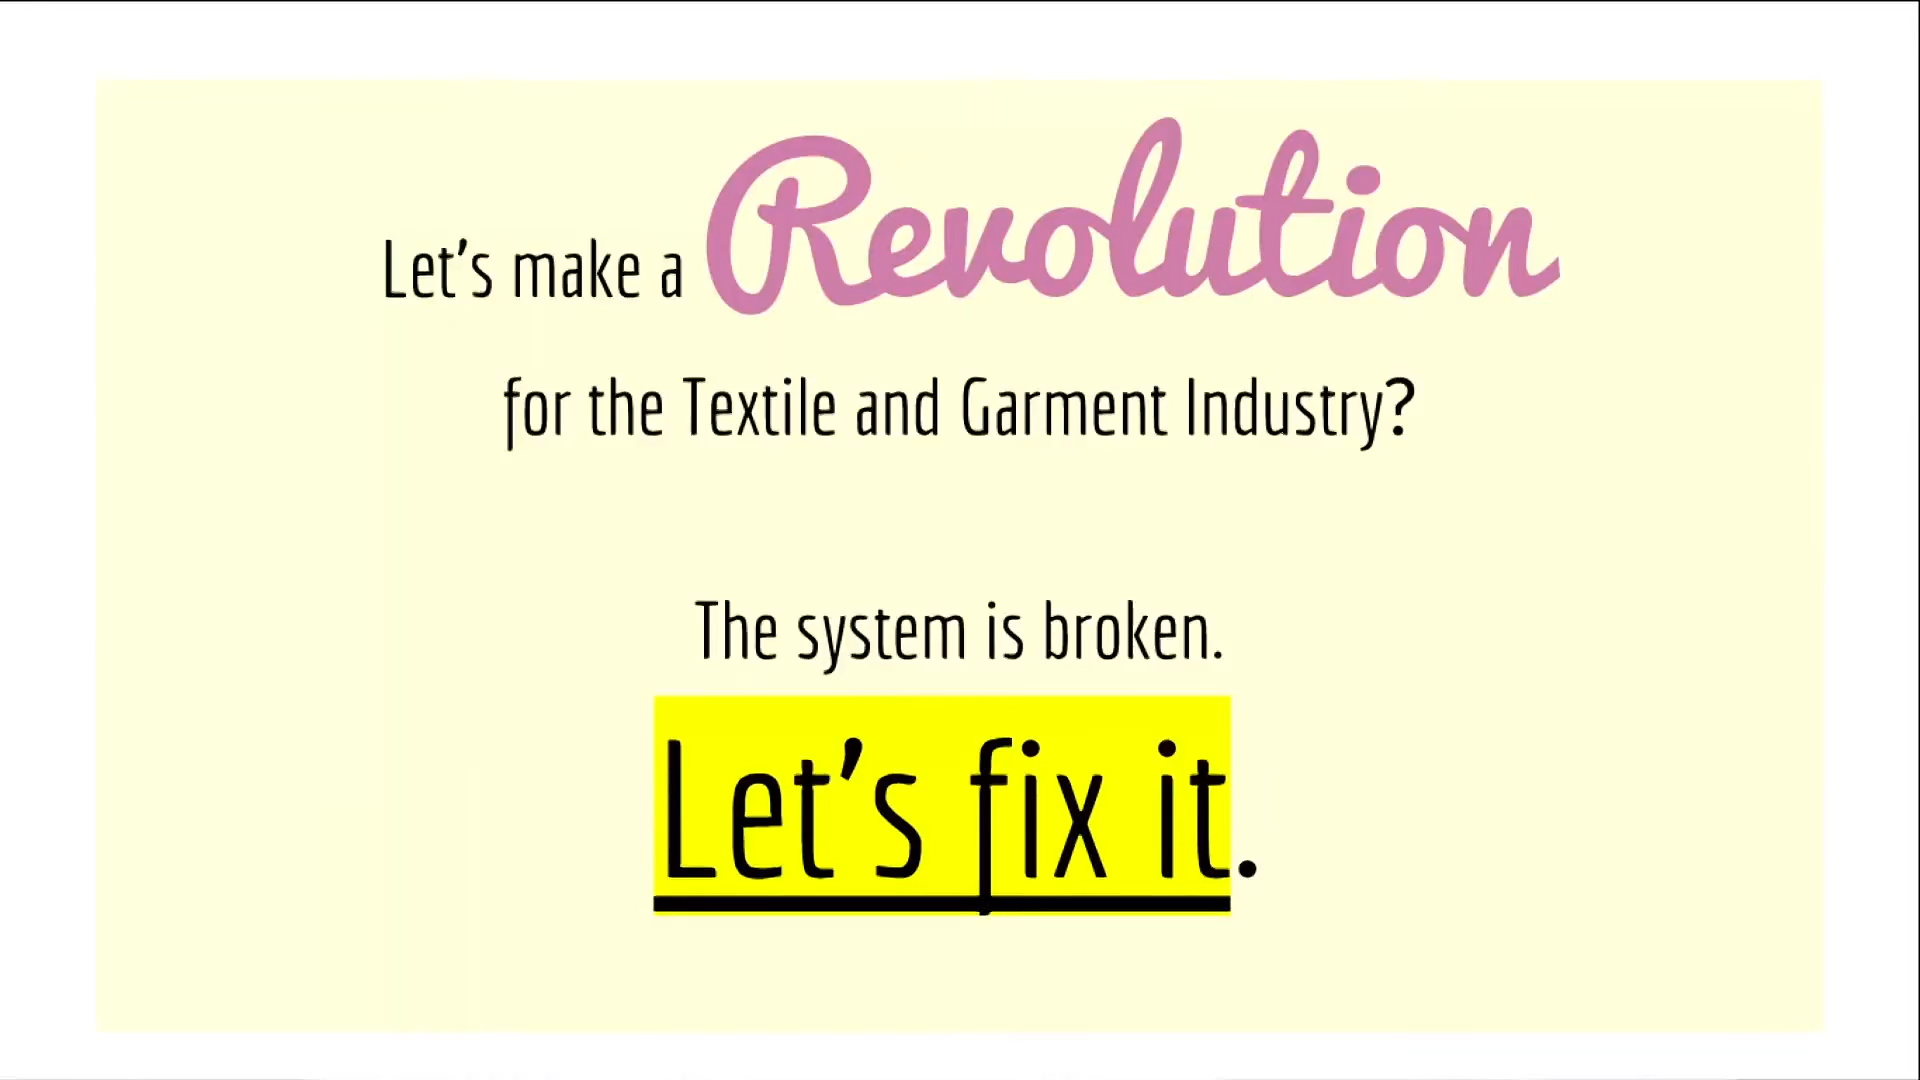 Let’s make a Revolution
for the Textile and Garment Industry?
The system is broken.
Let’s fix it.